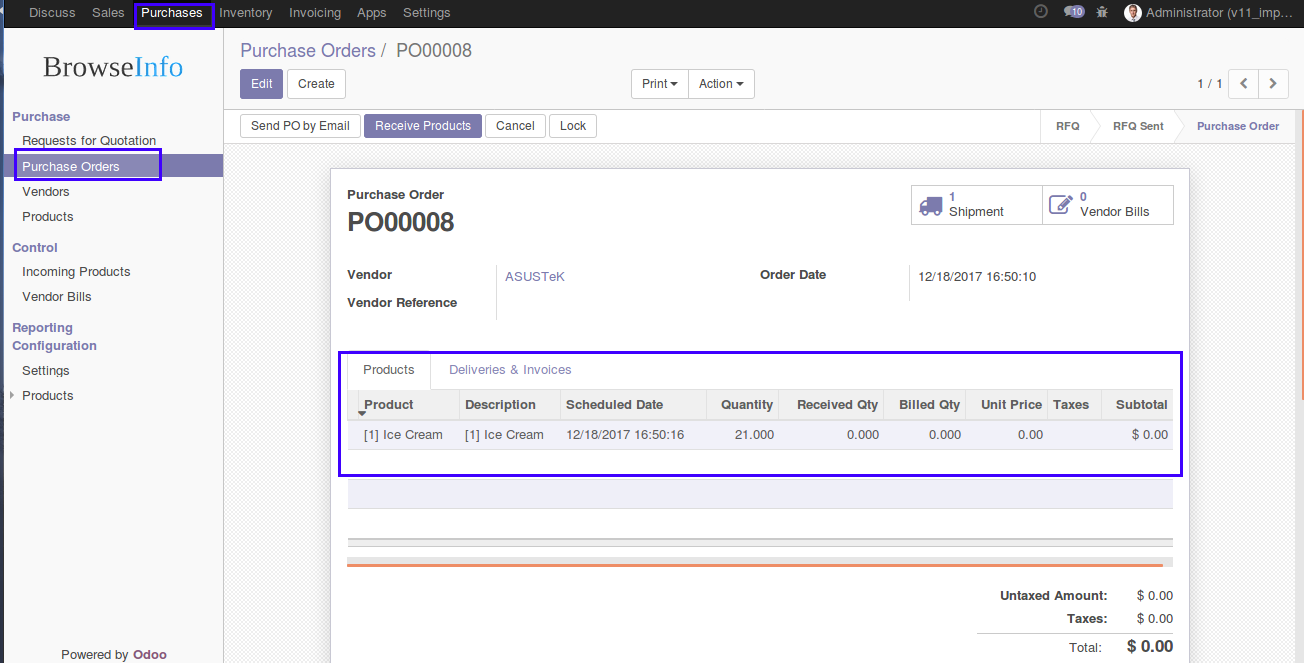 Discuss Sales Purchases Inventory Invoicing Apps Settings 10 Administrator (v11_imp...
BrowseInfo
Purchase
Requests for Quotation
Purchase Orders
Vendors
Products
Control
Incoming Products
Vendor Bills
Reporting
Configuration
Settings
Products
Powered by Odoo
Purchase Orders / PO00008
Edit Create Print Action 1 / 1
Send PO by Email Receive Products Cancel Lock RFQ RFQ Sent Purchase Order
Purchase Order
PO00008
1
Shipment
0
Vendor Bills
Vendor ASUSTeK Order Date 12/18/2017 16:50:10
Vendor Reference
Products Deliveries & Invoices
Product Description Scheduled Date Quantity Received Qty Billed Qty Unit Price Taxes Subtotal
[1] Ice Cream [1] Ice Cream 12/18/2017 16:50:16 21.000 0.000 0.000 0.00 $ 0.00
Untaxed Amount: $ 0.00
Taxes: $ 0.00
Total: $ 0.00